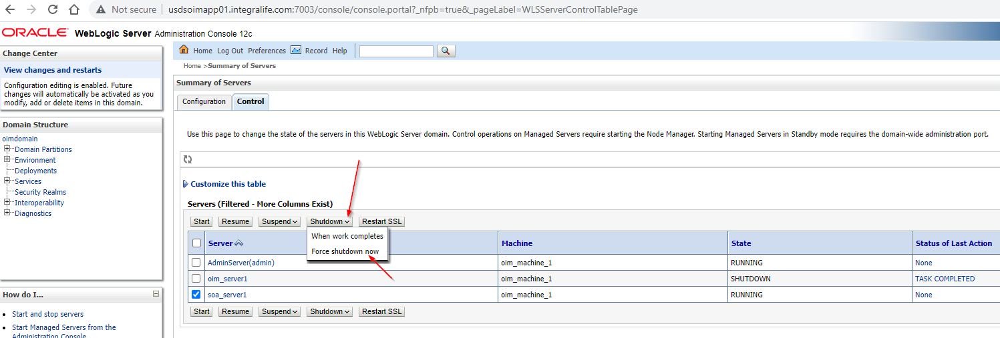 Not secure | usdsoimapp01.integralife.com:7003/console/console.portal?_nfpb=true&_pageLabel=WLSServerControlTablePage
ORACLE WebLogic Server Administration Console 12c
Change Center
View changes and restarts
Configuration editing is enabled. Future
changes will automatically be activated as you
modify, add or delete items in this domain.
Domain Structure
oimdomain
Domain Partitions
Environment
Deployments
Services
Security Realms
Interoperability
Diagnostics
How do I...
Start and stop servers
Start Managed Servers from the
Administration Console
Home Log Out Preferences Record Help
Home >Summary of Servers
Summary of Servers
Configuration Control
Use this page to change the state of the servers in this WebLogic Server domain. Control operations on Managed Servers require starting the Node Manager. Starting Managed Servers in Standby mode requires the domain-wide administration port.
Customize this table
Servers (Filtered - More Columns Exist)
Start Resume Suspend Shutdown Restart SSL
When work completes
Force shutdown now
Server Machine State Status of Last Action
AdminServer(admin) oim_machine_1 RUNNING None
oim_server1 oim_machine_1 SHUTDOWN TASK COMPLETED
soa_server1 oim_machine_1 RUNNING None
Start Resume Suspend Shutdown Restart SSL